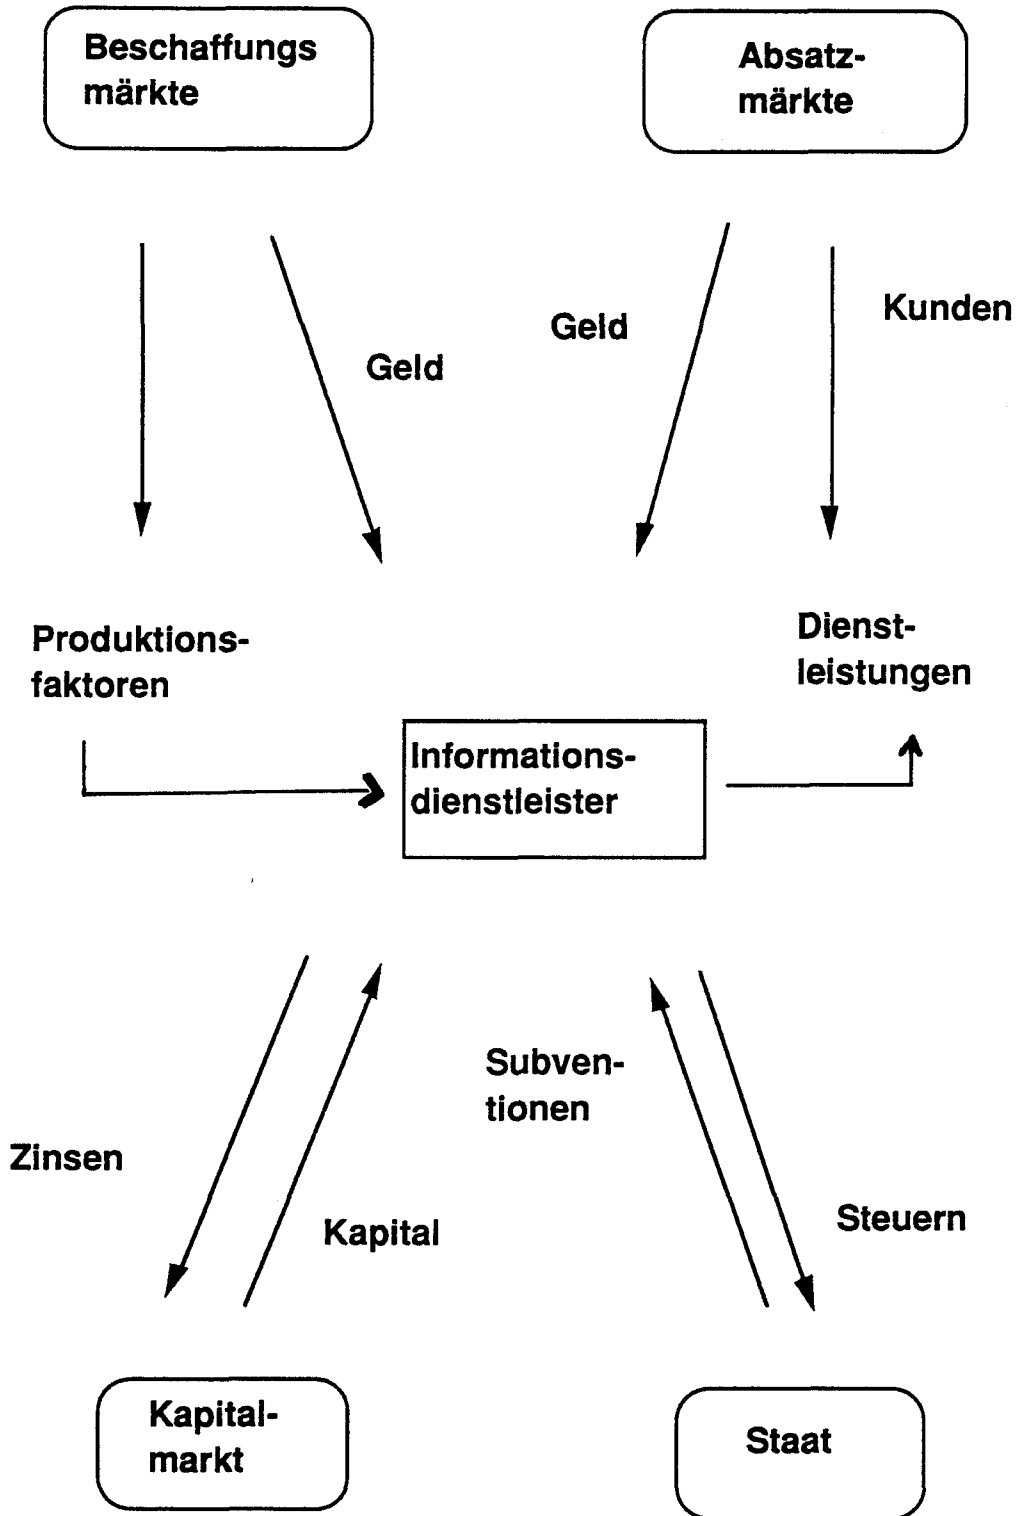 Beschaffungs
märkte
Absatz-
märkte
Kunden
Geld
Geld
Produktions-
faktoren
Dienst-
leistungen
Informations-
dienstleister
Subven-
tionen
Zinsen
Kapital
Steuern
Kapital-
markt
Staat